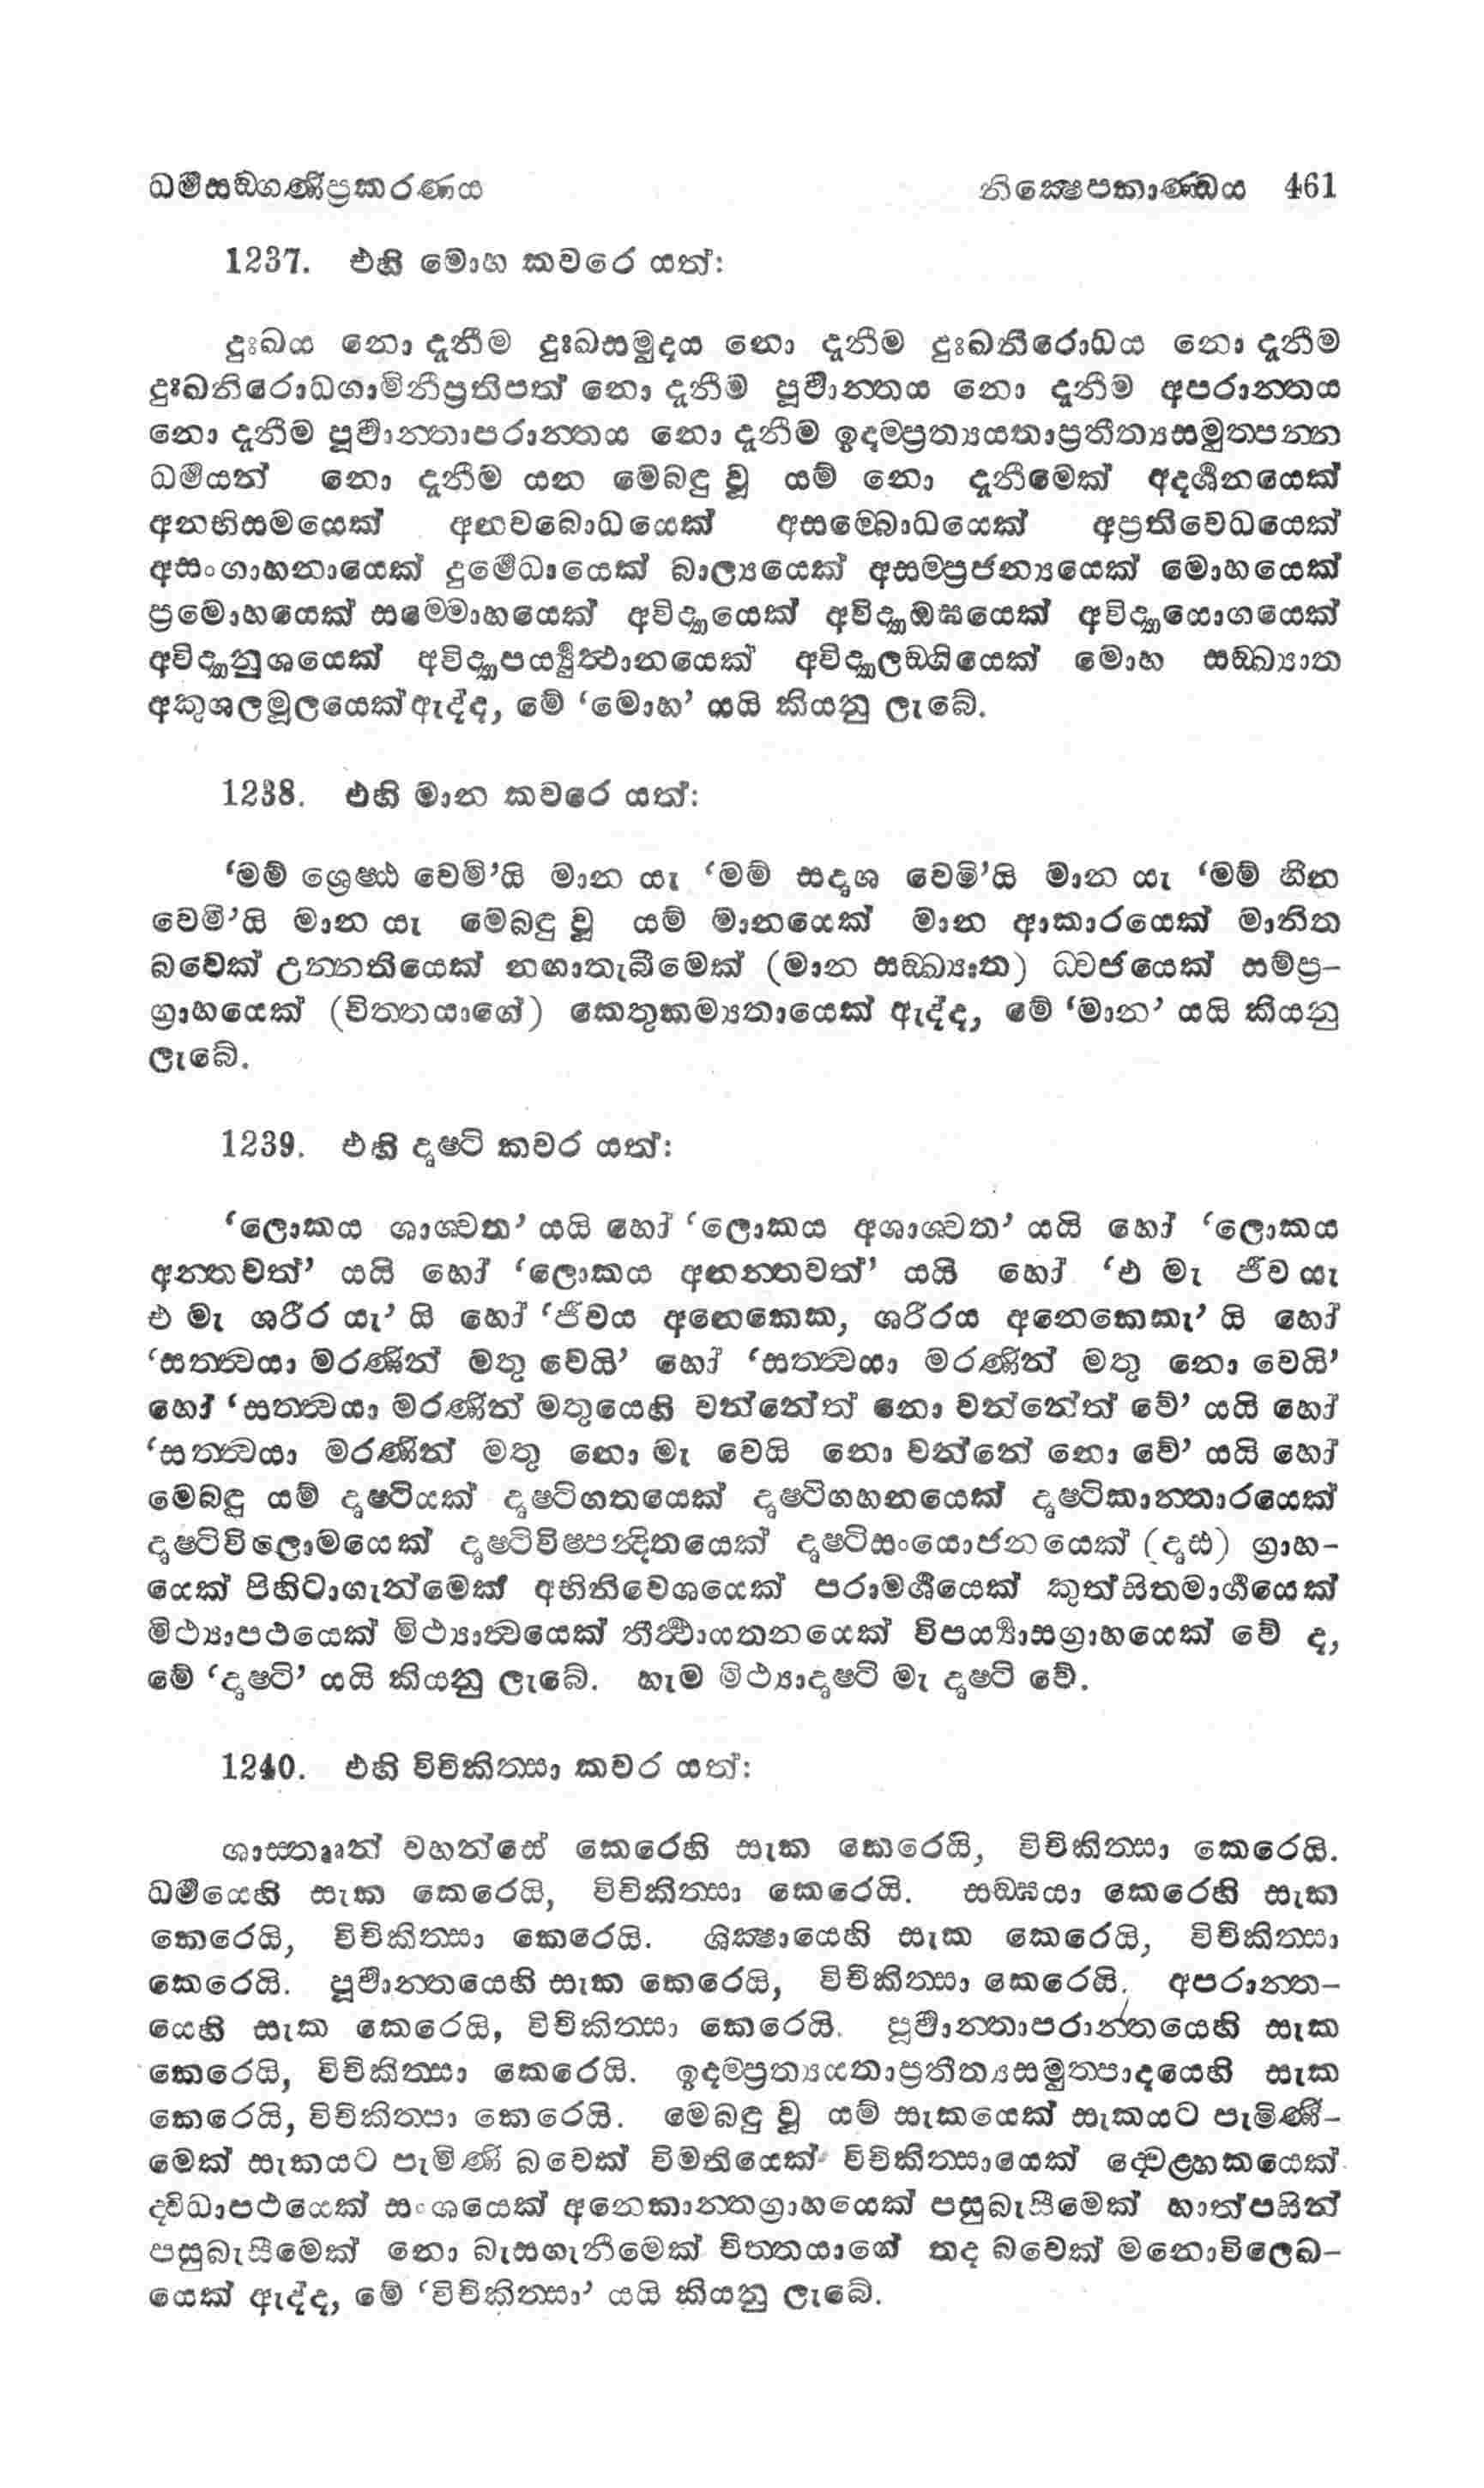 ධර්මසඞ්ගණිප්‍රකරණය නික්ෂෙපකාණ්ඩය 461
1237. එහි මොහ කවරෙ යත්:
දුඃඛය නො දැනීම දුඃඛසමුදය නො දැනීම දුඃඛනිරොධය නො දැනීම
දුඃඛනිරොධගාමිනීප්‍රතිපත් නො දැනීම පූර්‍වාන්තය නො දැනීම අපරාන්තය
නො දැනීම පූර්‍වාන්තාපරාන්තය නො දැනීම ඉදම්ප්‍රත්‍යයතාප්‍රතීත්‍යසමුත්පන්න
ධර්මයන් නො දැනීම යන මෙබඳු වූ යම් නො දැනීමෙක් අදර්ශනයෙක්
අනභිසමයෙක් අනවබොධයෙක් අසම්බොධයෙක් අප්‍රතිවෙධයෙක්
අසංගාහනායෙක් දුර්මේධායෙක් බාල්‍යයෙක් අසම්ප්‍රජන්‍යයෙක් මොහයෙක්
ප්‍රමොහයෙක් සම්මොහයෙක් අවිද්‍යායෙක් අවිද්‍යාඔඝයෙක් අවිද්‍යායොගයෙක්
අවිද්‍යානුශයෙක් අවිද්‍යාපර්‍ය්‍යුත්ථානයෙක් අවිද්‍යාලඞ්ගියෙක් මොහ සඞ්ඛ්‍යාත
අකුශලමූලයෙක් ඇද්ද, මේ ‘මොහ’ යයි කියනු ලැබේ.
1238. එහි මාන කවරෙ යත්:
‘මම් ශ්‍රෙෂ්ඨ වෙමි’යි මාන යැ ‘මම් සදෘශ වෙමි’යි මාන යැ ‘මම් හීන
වෙමි’යි මාන යැ මෙබඳු වූ යම් මානයෙක් මාන ආකාරයෙක් මානිත
බවෙක් උන්නතියෙක් නඟාතැබීමෙක් (මාන සඞ්ඛ්‍යාත) ධ්වජයෙක් සම්ප්‍ර-
ග්‍රාහයෙක් (චිත්තයාගේ) කෙතුකම්‍යතායෙක් ඇද්ද, මේ ‘මාන’ යයි කියනු
ලැබේ.
1239. එහි දෘෂ්ටි කවර යත්:
‘ලොකය ශාශ්වත’ යයි හෝ ‘ලොකය අශාශ්වත’ යයි හෝ ‘ලොකය
අන්තවත්’ යයි හෝ ‘ලොකය අනන්තවත්’ යයි හෝ ‘එ මැ ජීව යැ
එ මැ ශරීර යැ’ යි හෝ ‘ජීවය අනෙකෙක, ශරීරය අනෙකෙකැ’ යි හෝ
‘සත්ත්වයා මරණින් මතු වෙයි’ හෝ ‘සත්ත්වයා මරණින් මතු නො වෙයි’
හෝ ‘සත්ත්වයා මරණින් මතුයෙහි වන්නේත් නො වන්නේත් වේ’ යයි හෝ
‘සත්ත්වයා මරණින් මතු නො මැ වෙයි නො වන්නේ නො වේ’ යයි හෝ
මෙබඳු යම් දෘෂ්ටියක් දෘෂ්ටිගතයෙක් දෘෂ්ටිගහනයෙක් දෘෂ්ටිකාන්තාරයෙක්
දෘෂ්ටිවිලොමයෙක් දෘෂ්ටිවිෂ්පන්දිතයෙක් දෘෂ්ටිසංයොජනයෙක් (දෘඪ) ග්‍රාහ-
යෙක් පිහිටාගැන්මෙක් අභිනිවෙශයෙක් පරාමර්ශයෙක් කුත්සිතමාර්ගයෙක්
මිථ්‍යාපථයෙක් මිථ්‍යාත්වයෙක් තීර්ත්ථායතනයෙක් විපර්‍ය්‍යාසග්‍රාහයෙක් වේ ද,
මේ ‘දෘෂ්ටි’ යයි කියනු ලැබේ. හැම මිථ්‍යාදෘෂ්ටි මැ දෘෂ්ටි වේ.
1240. එහි විචිකිත්සා කවර යත්:
ශාස්තෲන් වහන්සේ කෙරෙහි සැක කෙරෙයි, විචිකිත්සා කෙරෙයි.
ධර්මයෙහි සැක කෙරෙයි, විචිකිත්සා කෙරෙයි. සඞ්ඝයා කෙරෙහි සැක
කෙරෙයි, විචිකිත්සා කෙරෙයි. ශික්ෂායෙහි සැක කෙරෙයි, විචිකිත්සා
කෙරෙයි. පූර්‍වාන්තයෙහි සැක කෙරෙයි, විචිකිත්සා කෙරෙයි. අපරාන්ත-
යෙහි සැක කෙරෙයි, විචිකිත්සා කෙරෙයි. පූර්‍වාන්තාපරාන්තයෙහි සැක
කෙරෙයි, විචිකිත්සා කෙරෙයි. ඉදම්ප්‍රත්‍යයතාප්‍රතීත්‍යසමුත්පාදයෙහි සැක
කෙරෙයි, විචිකිත්සා කෙරෙයි. මෙබඳු වූ යම් සැකයෙක් සැකයට පැමිණි-
මෙක් සැකයට පැමිණි බවෙක් විමතියෙක් විචිකිත්සායෙක් ද්වෙළ්හකයෙක්
ද්විධාපථයෙක් සංශයෙක් අනෙකාන්තග්‍රාහයෙක් පසුබැසීමෙක් හාත්පසින්
පසුබැසීමෙක් නො බැසගැනීමෙක් චිත්තයාගේ තද බවෙක් මනොවිලෙඛ-
යෙක් ඇද්ද, මේ ‘විචිකිත්සා’ යයි කියනු ලැබේ.